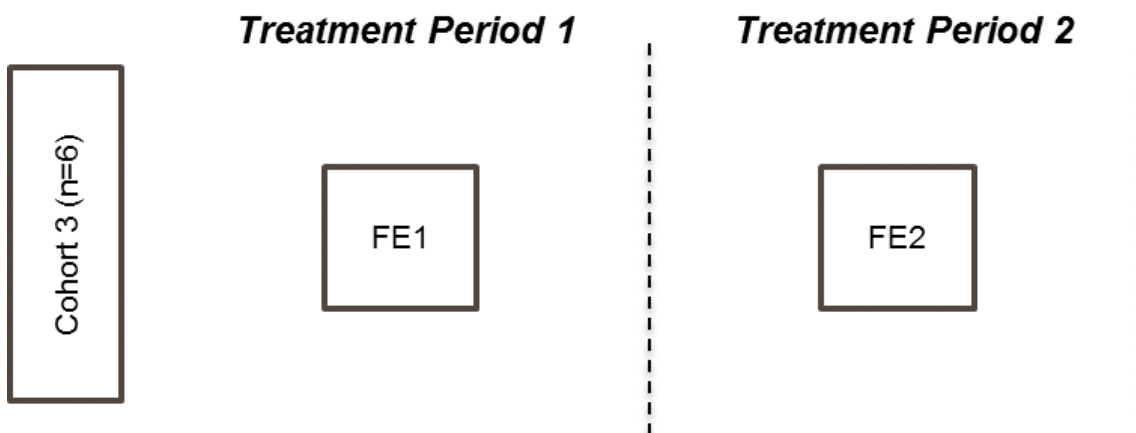 Treatment Period 1
Treatment Period 2
Cohort 3 (n=6)
FE1
FE2